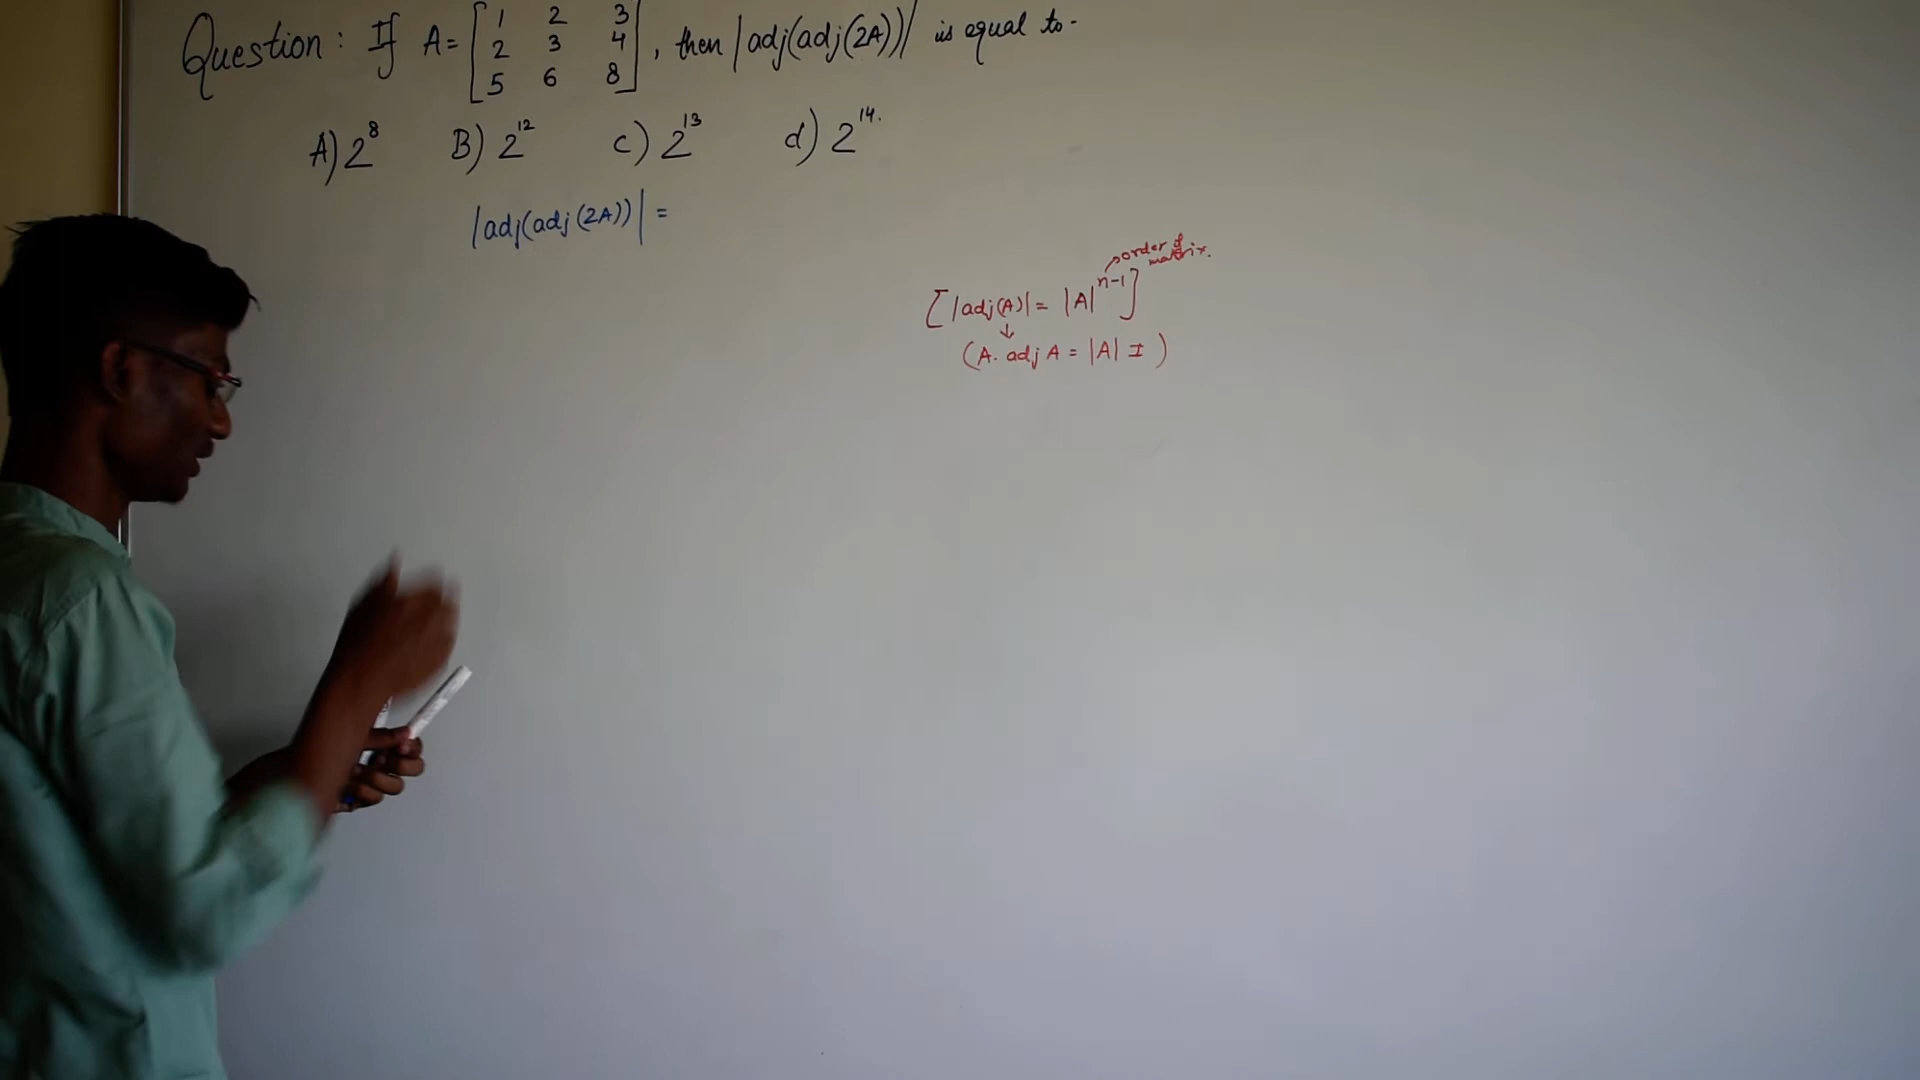 Question: If A= [1 2 3
2 3 4
5 6 8], then |adj(adj(2A))| is equal to-
A) 2^8 B) 2^12 C) 2^13 d) 2^14.
|adj(adj(2A))| =
→order of matrix.
[|adj(A)|= |A|^n-1]
↓
(A. adj A = |A| I )